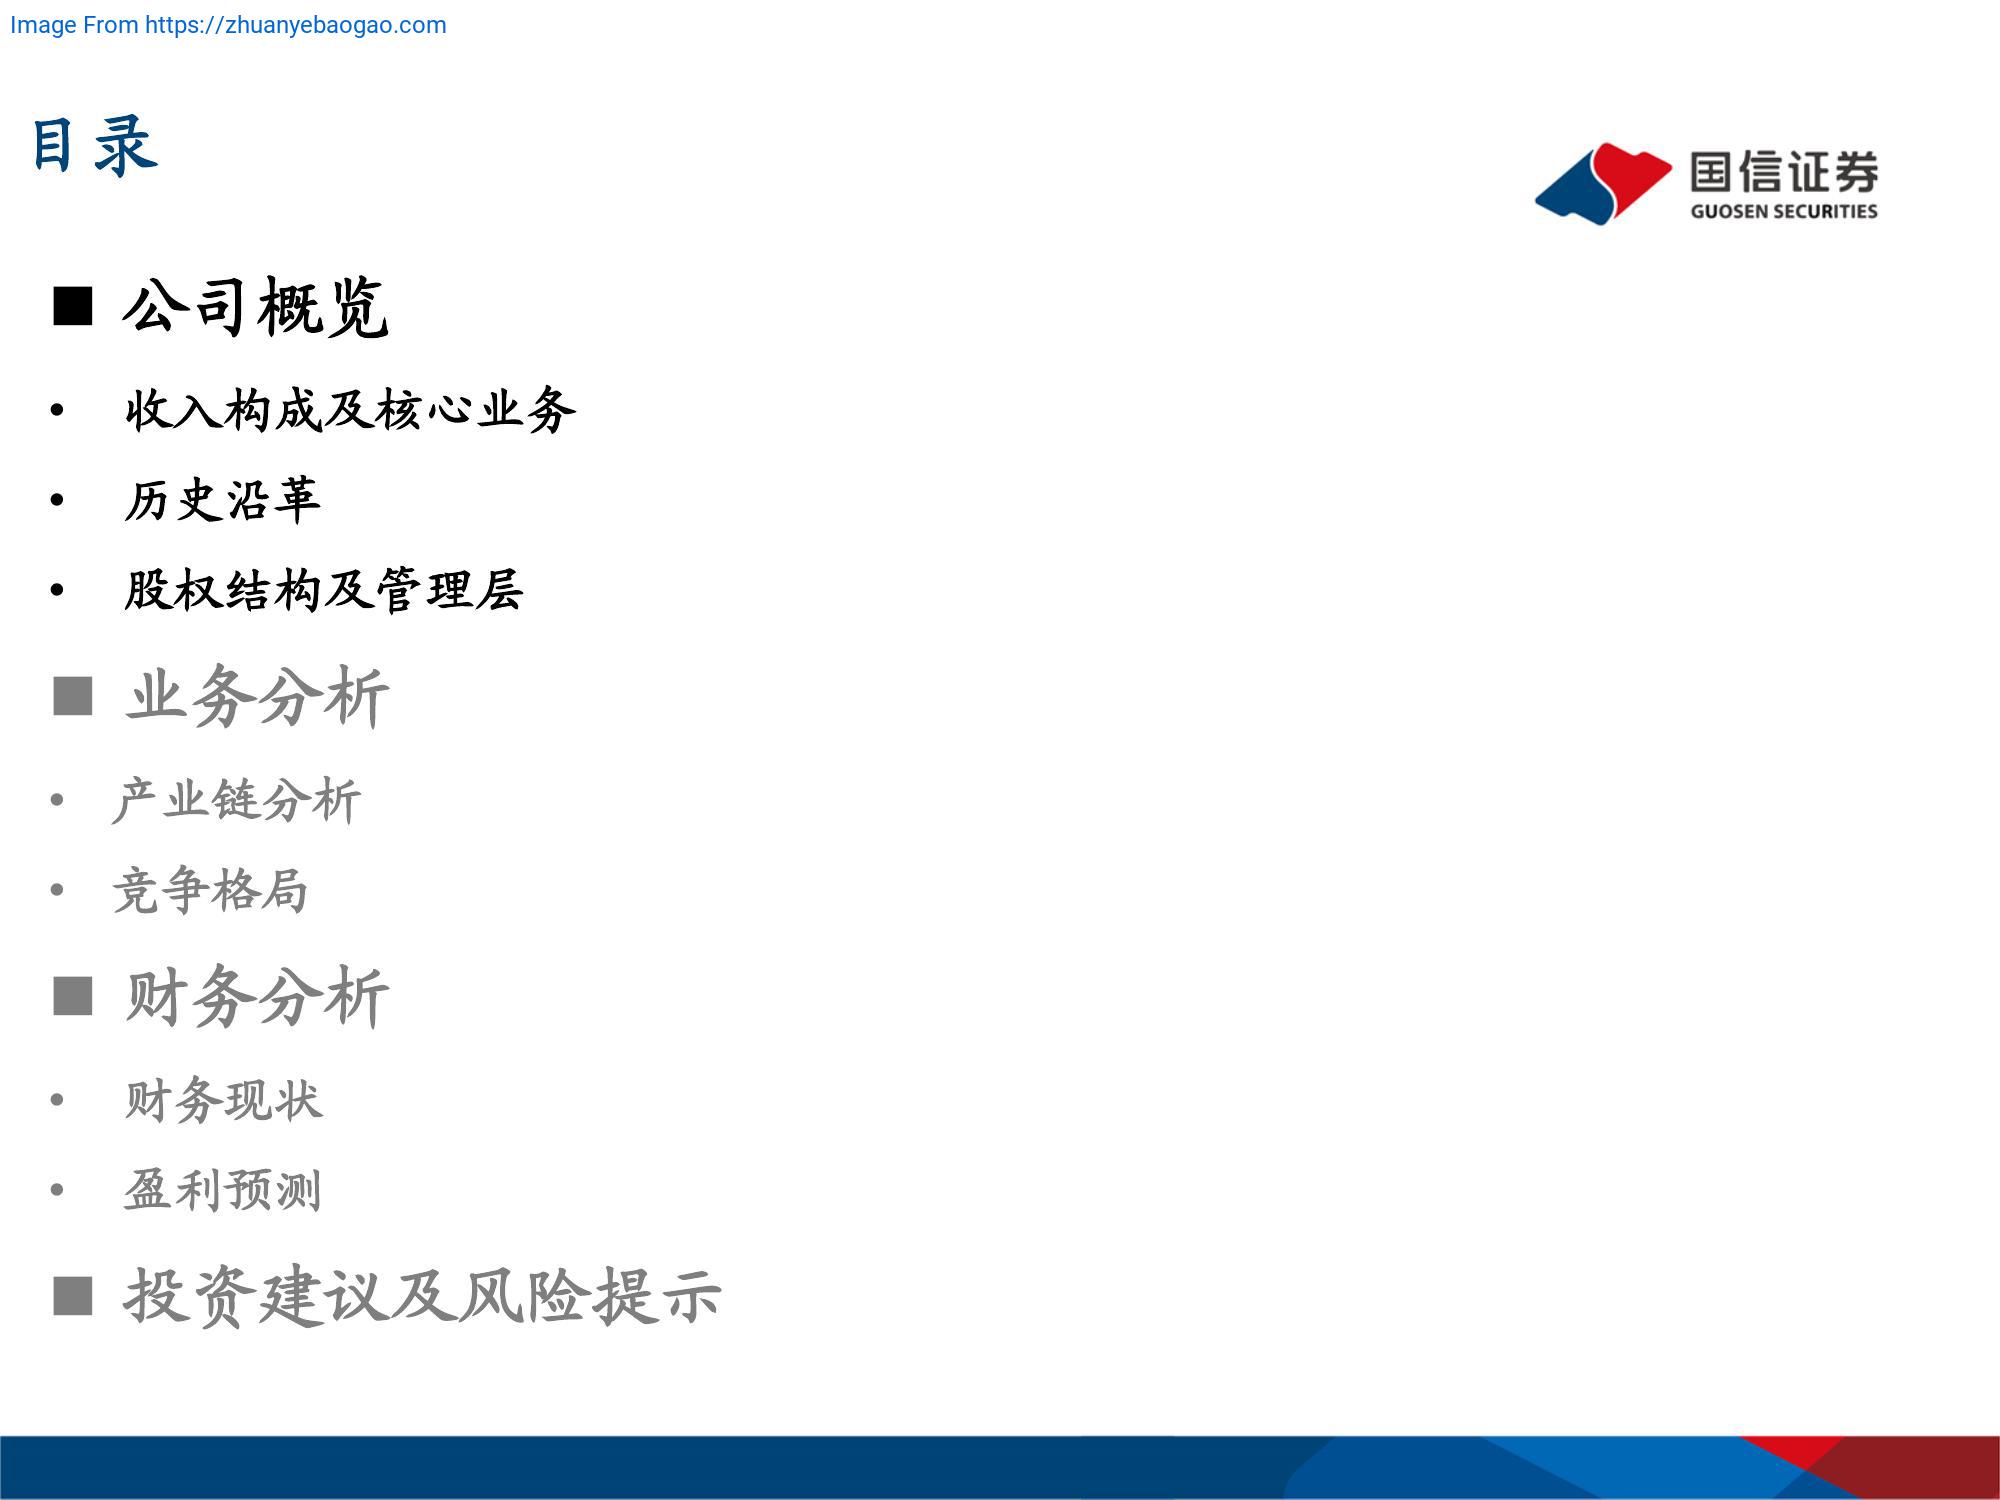 Image From https://zhuanyebaogao.com
目录
国信证券
GUOSEN SECURITIES
■ 公司概览
• 收入构成及核心业务
• 历史沿革
• 股权结构及管理层
■ 业务分析
• 产业链分析
• 竞争格局
■ 财务分析
• 财务现状
• 盈利预测
■ 投资建议及风险提示